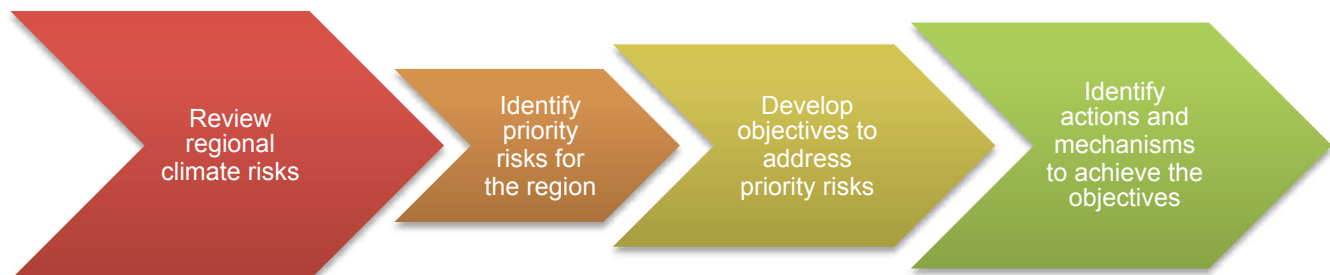 Review
regional
climate risks
Identify
priority
risks for
the region
Develop
objectives to
address
priority risks
Identify
actions and
mechanisms
to achieve the
objectives